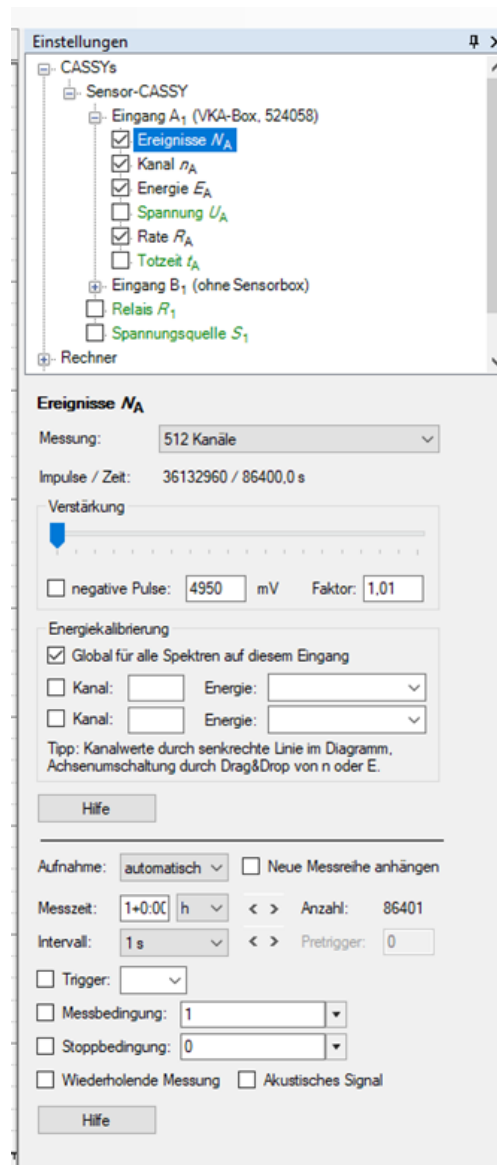 Einstellungen
CASSYs
Sensor-CASSY
Eingang A1 (VKA-Box, 524058)
Ereignisse NA
Kanal nA
Energie EA
Spannung UA
Rate RA
Totzeit tA
Eingang B1 (ohne Sensorbox)
Relais R1
Spannungsquelle S1
Rechner
Ereignisse NA
Messung: 512 Kanäle
Impulse / Zeit: 36132960 / 86400,0 s
Verstärkung
negative Pulse: 4950 mV Faktor: 1,01
Energiekalibrierung
Global für alle Spektren auf diesem Eingang
Kanal: Energie:
Kanal: Energie:
Tipp: Kanalwerte durch senkrechte Linie im Diagramm,
Achsenumschaltung durch Drag&Drop von n oder E.
Hilfe
Aufnahme: automatisch Neue Messreihe anhängen
Messzeit: 1+0:00 h < > Anzahl: 86401
Intervall: 1 s < > Pretrigger: 0
Trigger:
Messbedingung: 1
Stoppbedingung: 0
Wiederholende Messung Akustisches Signal
Hilfe